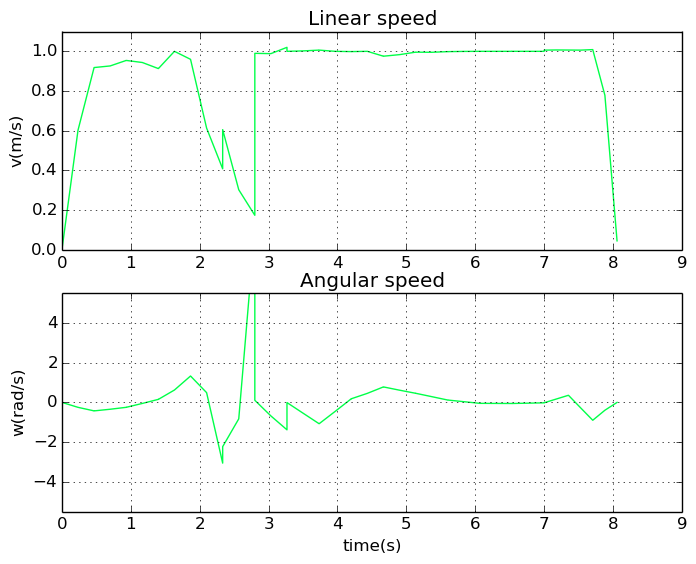 Linear speed
1.0
0.8
0.6
0.4
0.2
0.0
v(m/s)
0 1 2 3 4 5 6 7 8 9
Angular speed
4
2
0
−2
−4
w(rad/s)
0 1 2 3 4 5 6 7 8 9
time(s)